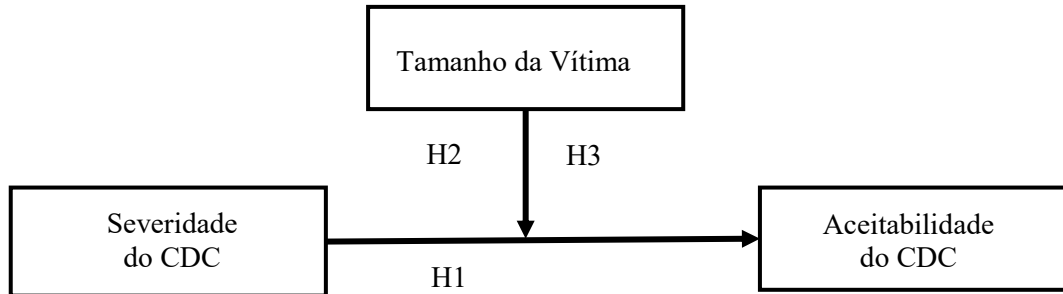 Tamanho da Vítima
H2
H3
Severidade
do CDC
Aceitabilidade
do CDC
H1